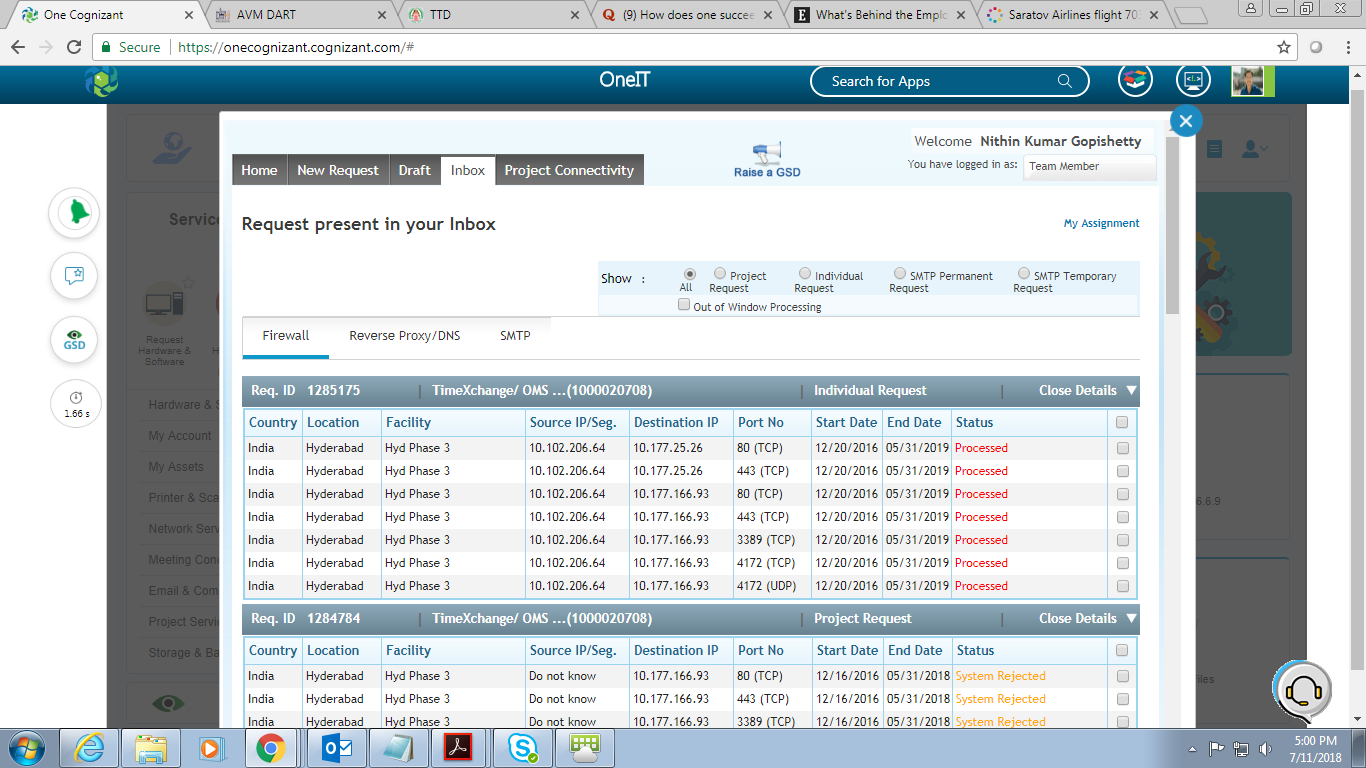 One Cognizant
AVM DART
TTD
(9) How does one succee
What's Behind the Emplo
Saratov Airlines flight 70
Secure
https://onecognizant.cognizant.com/#
OneIT
Search for Apps
Welcome Nithin Kumar Gopishetty
You have logged in as: Team Member
Raise a GSD
Home New Request Draft Inbox Project Connectivity
Request present in your Inbox
My Assignment
Show : All Project Request Individual Request SMTP Permanent Request SMTP Temporary Request
Out of Window Processing
Firewall Reverse Proxy/DNS SMTP
Req. ID 1285175 | TimeXchange/ OMS ...(1000020708) | Individual Request | Close Details ▼
Country Location Facility Source IP/Seg. Destination IP Port No Start Date End Date Status
India Hyderabad Hyd Phase 3 10.102.206.64 10.177.25.26 80 (TCP) 12/20/2016 05/31/2019 Processed
India Hyderabad Hyd Phase 3 10.102.206.64 10.177.25.26 443 (TCP) 12/20/2016 05/31/2019 Processed
India Hyderabad Hyd Phase 3 10.102.206.64 10.177.166.93 80 (TCP) 12/20/2016 05/31/2019 Processed
India Hyderabad Hyd Phase 3 10.102.206.64 10.177.166.93 443 (TCP) 12/20/2016 05/31/2019 Processed
India Hyderabad Hyd Phase 3 10.102.206.64 10.177.166.93 3389 (TCP) 12/20/2016 05/31/2019 Processed
India Hyderabad Hyd Phase 3 10.102.206.64 10.177.166.93 4172 (TCP) 12/20/2016 05/31/2019 Processed
India Hyderabad Hyd Phase 3 10.102.206.64 10.177.166.93 4172 (UDP) 12/20/2016 05/31/2019 Processed
Req. ID 1284784 | TimeXchange/ OMS ...(1000020708) | Project Request | Close Details ▼
Country Location Facility Source IP/Seg. Destination IP Port No Start Date End Date Status
India Hyderabad Hyd Phase 3 Do not know 10.177.166.93 80 (TCP) 12/16/2016 05/31/2018 System Rejected
India Hyderabad Hyd Phase 3 Do not know 10.177.166.93 443 (TCP) 12/16/2016 05/31/2018 System Rejected
India Hyderabad Hyd Phase 3 Do not know 10.177.166.93 3389 (TCP) 12/16/2016 05/31/2018 System Rejected
GSD
1.66 s
Servic
Request
Hardware &
Software
H
Hardware & S
My Account
My Assets
Printer & Sca
Network Serv
Meeting Con
Email & Com
Project Servi
Storage & Ba
6.6.9
iles
5:00 PM
7/11/2018